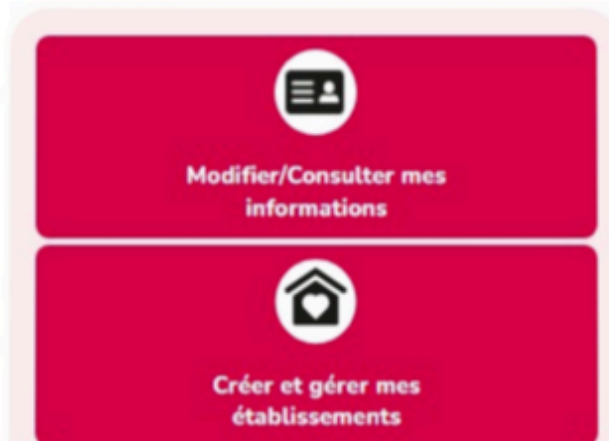 Modifier/Consulter mes
informations
Créer et gérer mes
établissements